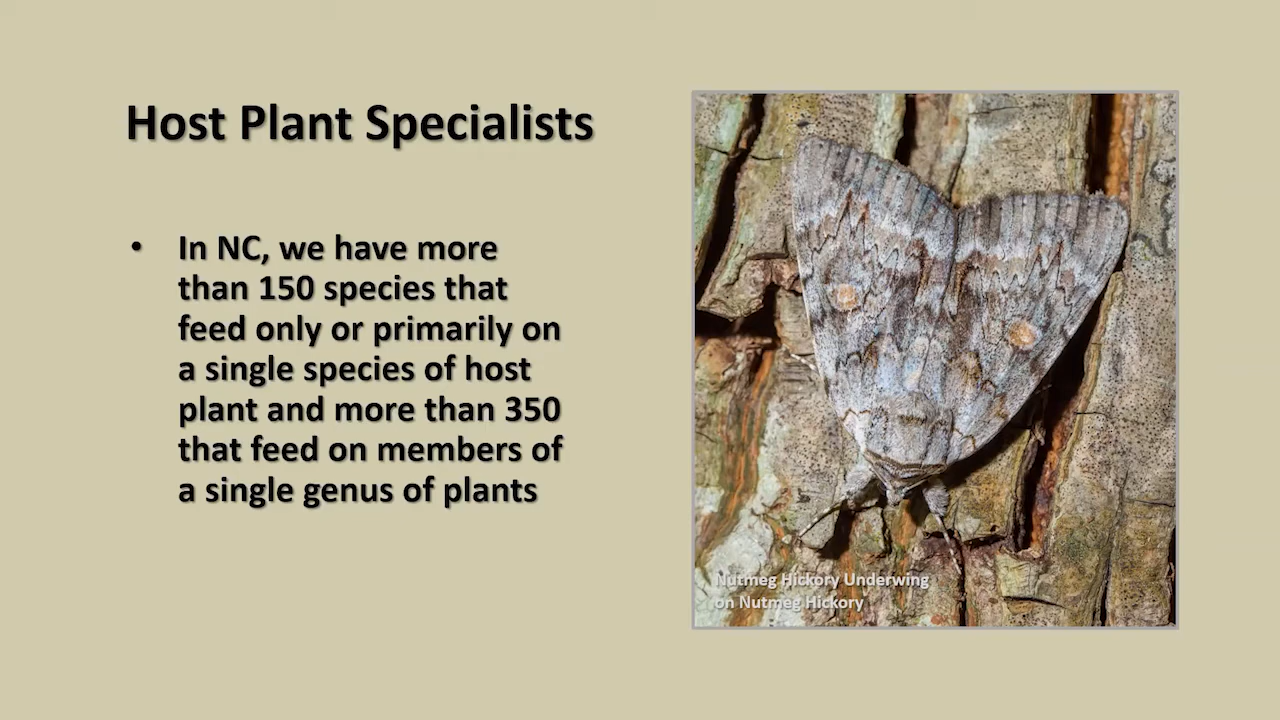 Host Plant Specialists
• In NC, we have more
than 150 species that
feed only or primarily on
a single species of host
plant and more than 350
that feed on members of
a single genus of plants
Nutmeg Hickory Underwing
on Nutmeg Hickory